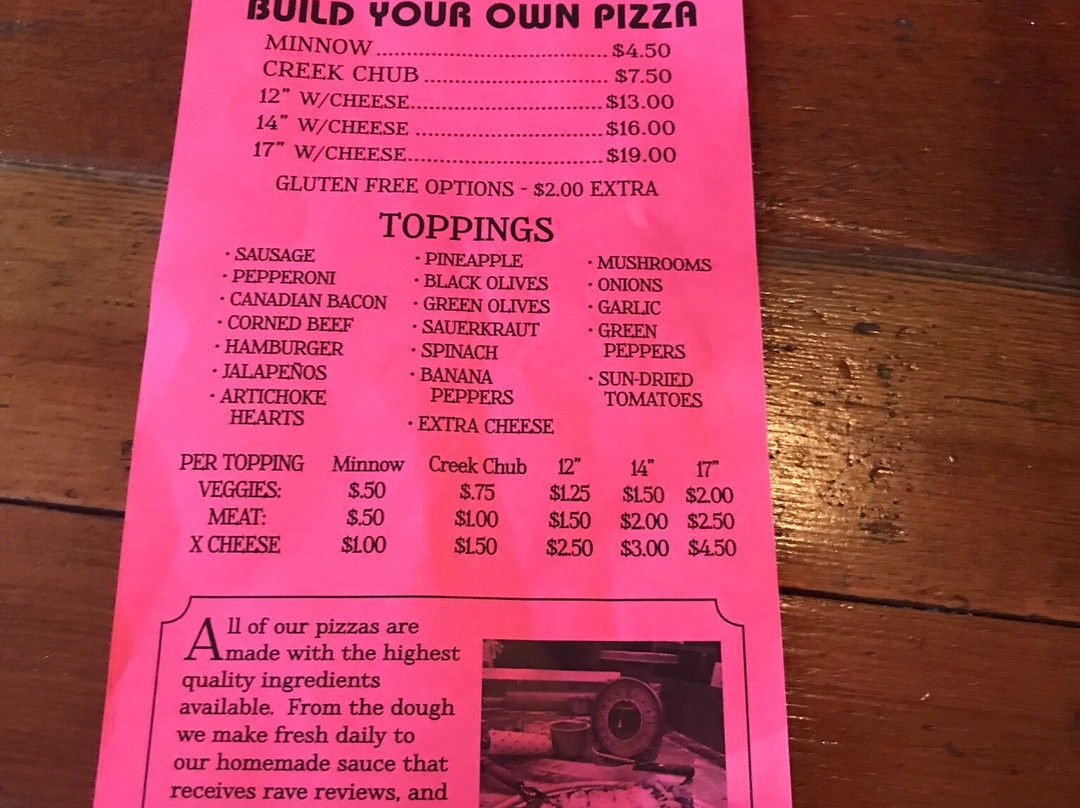 BUILD YOUR OWN PIZZA
MINNOW ................................ $4.50
CREEK CHUB .......................... $7.50
12" W/CHEESE........................... $13.00
14" W/CHEESE .......................... $16.00
17" W/CHEESE............................ $19.00
GLUTEN FREE OPTIONS - $2.00 EXTRA
TOPPINGS
· SAUSAGE
· PEPPERONI
· CANADIAN BACON
· CORNED BEEF
· HAMBURGER
· JALAPEÑOS
· ARTICHOKE
HEARTS
· PINEAPPLE
· BLACK OLIVES
· GREEN OLIVES
· SAUERKRAUT
· SPINACH
· BANANA
PEPPERS
· EXTRA CHEESE
· MUSHROOMS
· ONIONS
· GARLIC
· GREEN
PEPPERS
· SUN-DRIED
TOMATOES
PER TOPPING Minnow Creek Chub 12" 14" 17"
VEGGIES: $.50 $.75 $1.25 $1.50 $2.00
MEAT: $.50 $1.00 $1.50 $2.00 $2.50
X CHEESE $1.00 $1.50 $2.50 $3.00 $4.50
All of our pizzas are
made with the highest
quality ingredients
available. From the dough
we make fresh daily to
our homemade sauce that
receives rave reviews, and